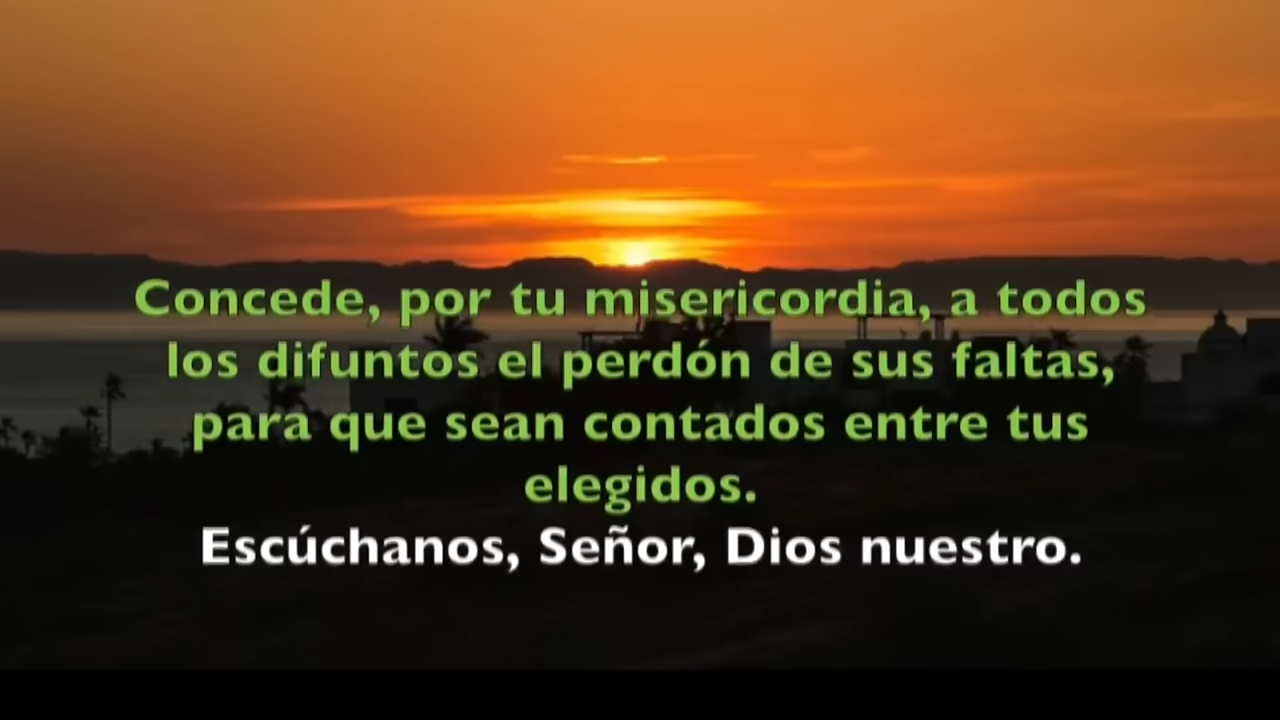 Concede, por tu misericordia, a todos
los difuntos el perdón de sus faltas,
para que sean contados entre tus
elegidos.
Escúchanos, Señor, Dios nuestro.